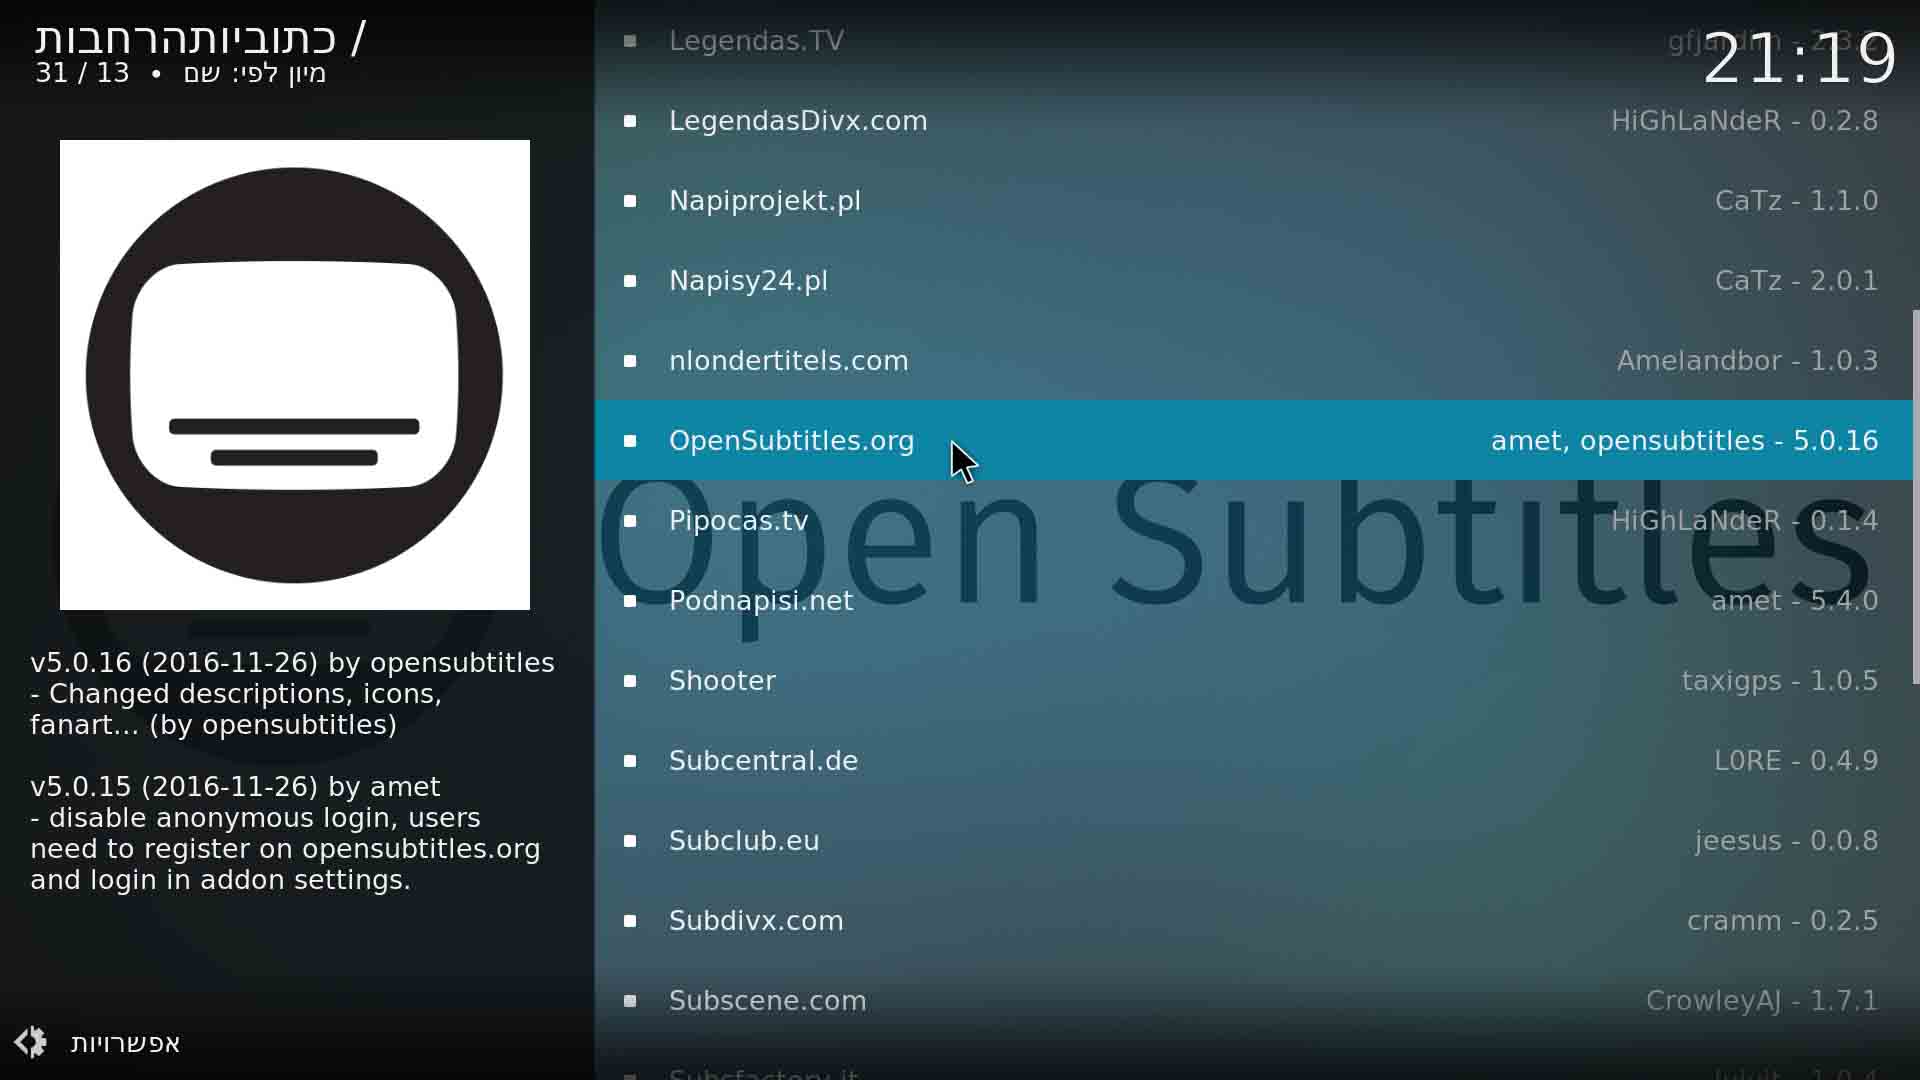 כתוביותהרחבות /
מיון לפי: שם • 13 / 31
21:19
v5.0.16 (2016-11-26) by opensubtitles
- Changed descriptions, icons,
fanart... (by opensubtitles)
v5.0.15 (2016-11-26) by amet
- disable anonymous login, users
need to register on opensubtitles.org
and login in addon settings.
אפשרויות
Legendas.TV
LegendasDivx.com HiGhLaNdeR - 0.2.8
Napiprojekt.pl CaTz - 1.1.0
Napisy24.pl CaTz - 2.0.1
nlondertitels.com Amelandbor - 1.0.3
OpenSubtitles.org amet, opensubtitles - 5.0.16
Open Subtitles
Pipocas.tv HiGhLaNdeR - 0.1.4
Podnapisi.net amet - 5.4.0
Shooter taxigps - 1.0.5
Subcentral.de L0RE - 0.4.9
Subclub.eu jeesus - 0.0.8
Subdivx.com cramm - 0.2.5
Subscene.com CrowleyAJ - 1.7.1